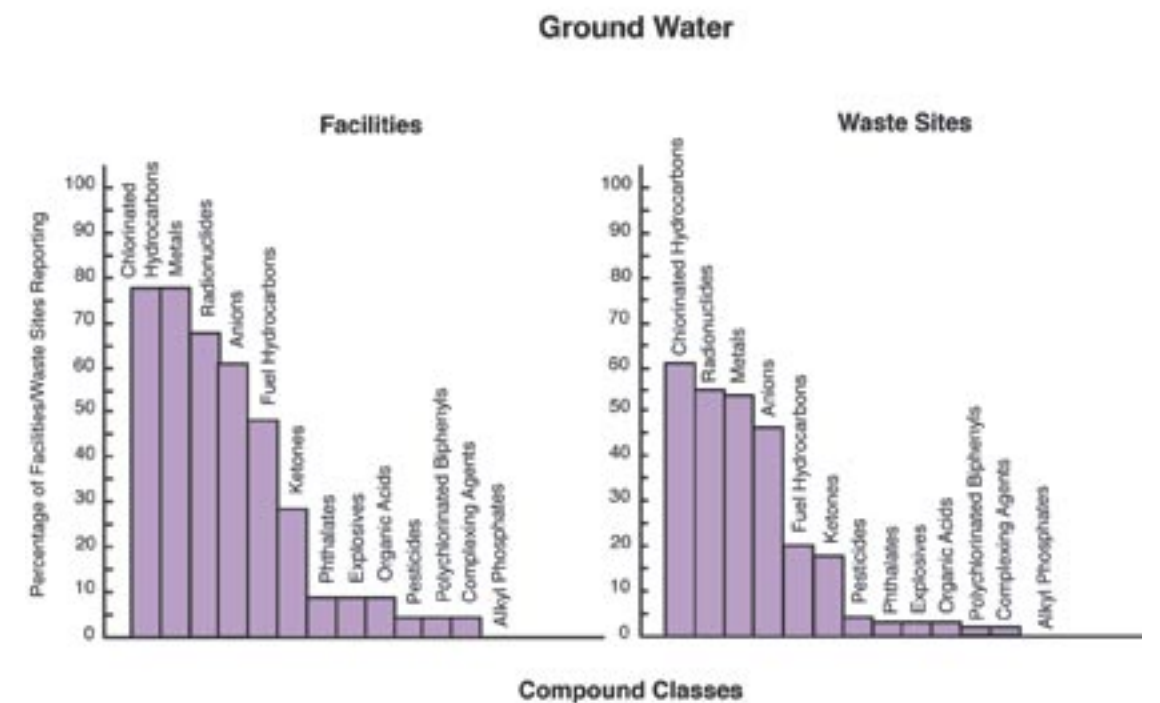 Ground Water
Facilities
Percentage of Facilities/Waste Sites Reporting
100
90
80
70
60
50
40
30
20
10
0
Chlorinated
Hydrocarbons
Metals
Radionuclides
Anions
Fuel Hydrocarbons
Ketones
Phthalates
Explosives
Organic Acids
Pesticides
Polychlorinated Biphenyls
Complexing Agents
Alkyl Phosphates
Waste Sites
100
90
80
70
60
50
40
30
20
10
0
Chlorinated Hydrocarbons
Radionuclides
Metals
Anions
Fuel Hydrocarbons
Ketones
Pesticides
Phthalales
Explosives
Organic Acids
Polychlorinated Biphenyls
Complexing Agents
Alkyl Phosphates
Compound Classes